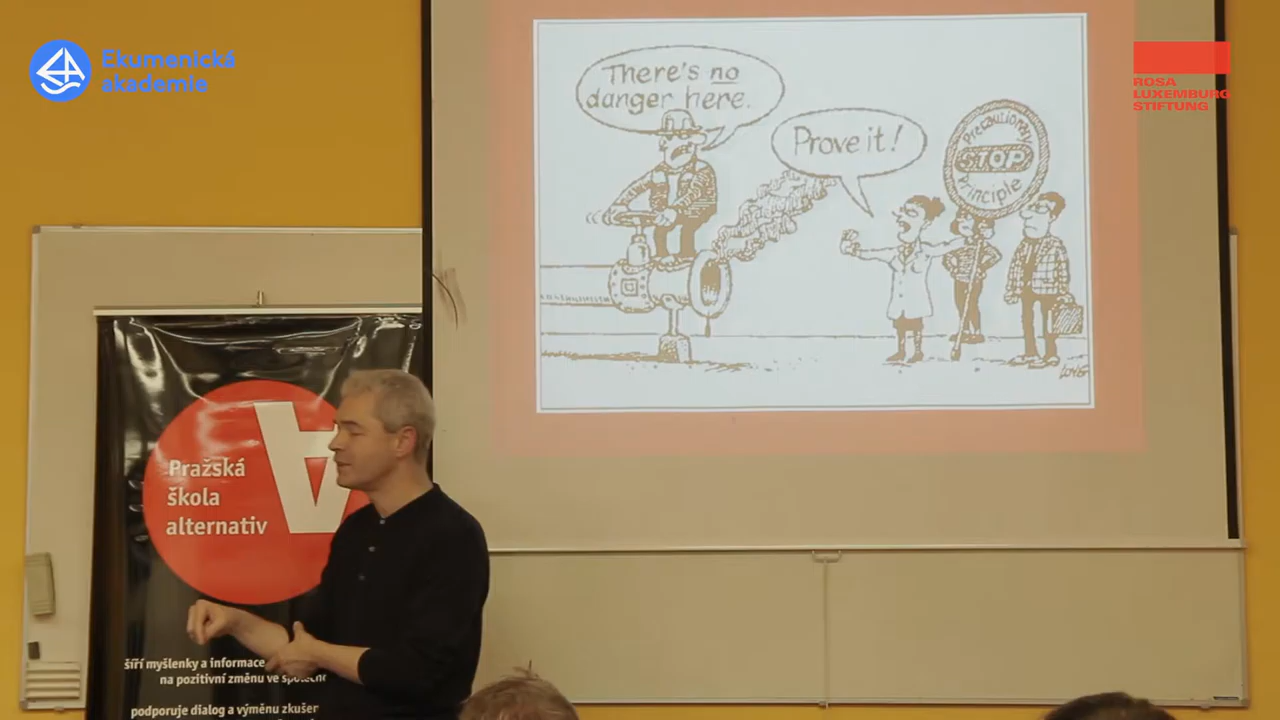 Ekumenická
akademie
There's no
danger here.
Prove it!
Precautionary
STOP
Principle
ROSA
LUXEMBURG
STIFTUNG
Pražská
škola
alternativ
šíří myšlenky a informace
na pozitivní změnu ve
podporuje dialog a výměnu